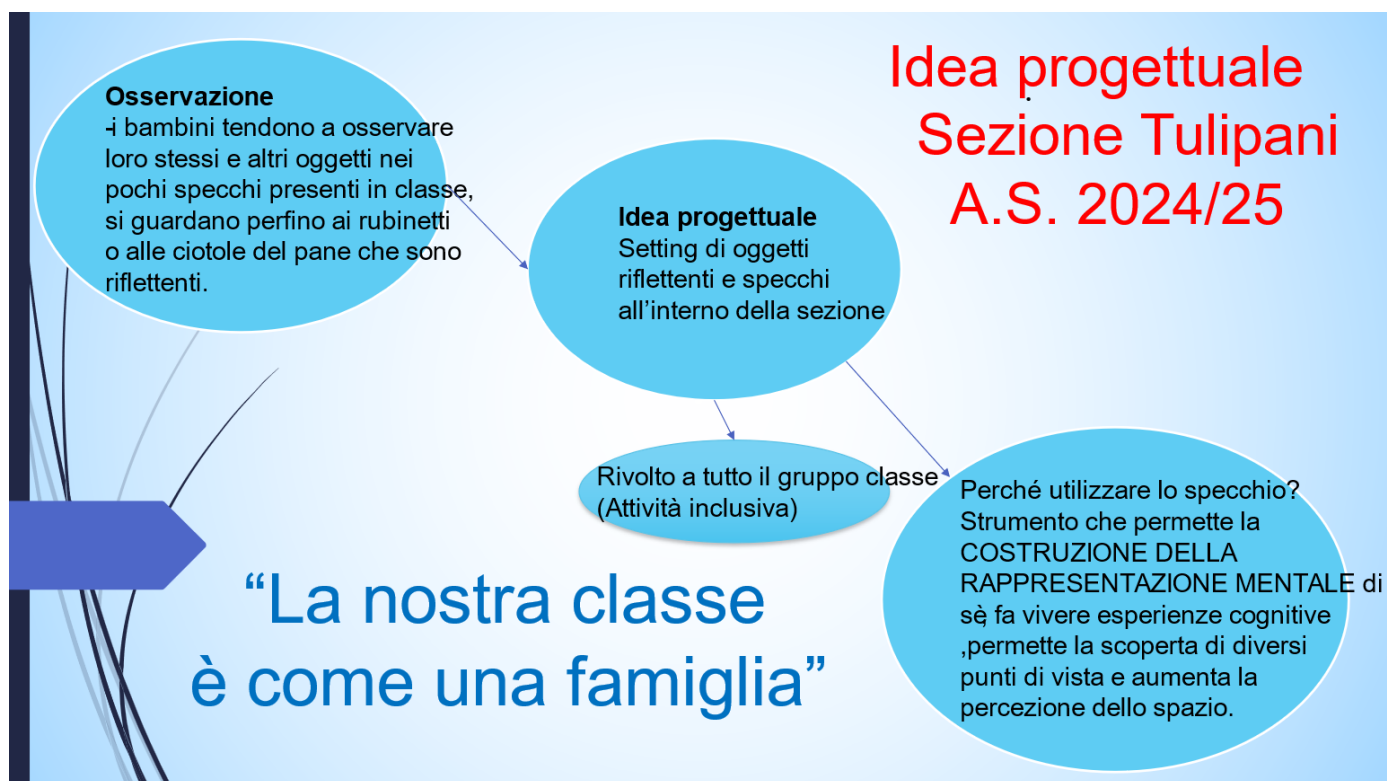 Idea progettuale
Sezione Tulipani
A.S. 2024/25
Osservazione
-i bambini tendono a osservare
loro stessi e altri oggetti nei
pochi specchi presenti in classe,
si guardano perfino ai rubinetti
o alle ciotole del pane che sono
riflettenti.
Idea progettuale
Setting di oggetti
riflettenti e specchi
all’interno della sezione
Rivolto a tutto il gruppo classe
(Attività inclusiva)
Perché utilizzare lo specchio?
Strumento che permette la
COSTRUZIONE DELLA
RAPPRESENTAZIONE MENTALE di
sè, fa vivere esperienze cognitive
,permette la scoperta di diversi
punti di vista e aumenta la
percezione dello spazio.
“La nostra classe
è come una famiglia”